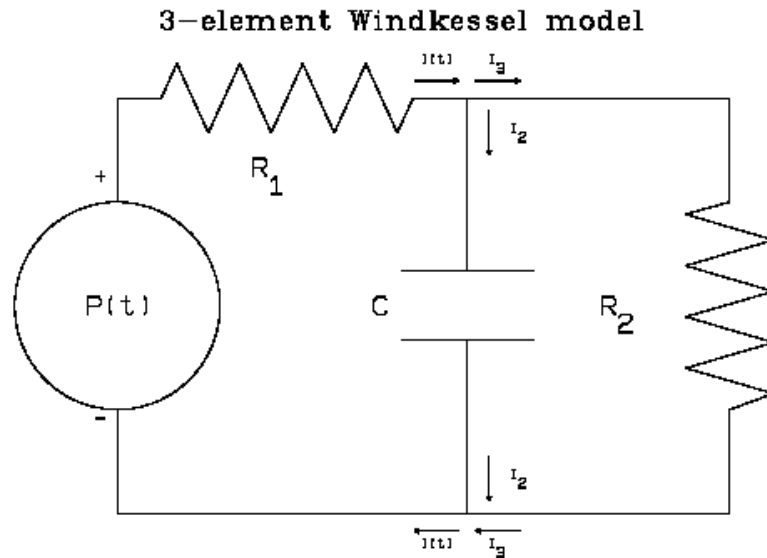 3-element Windkessel model
I(t) I3
I2
R1
+
P(t) C R2
-
I2
I(t) I3